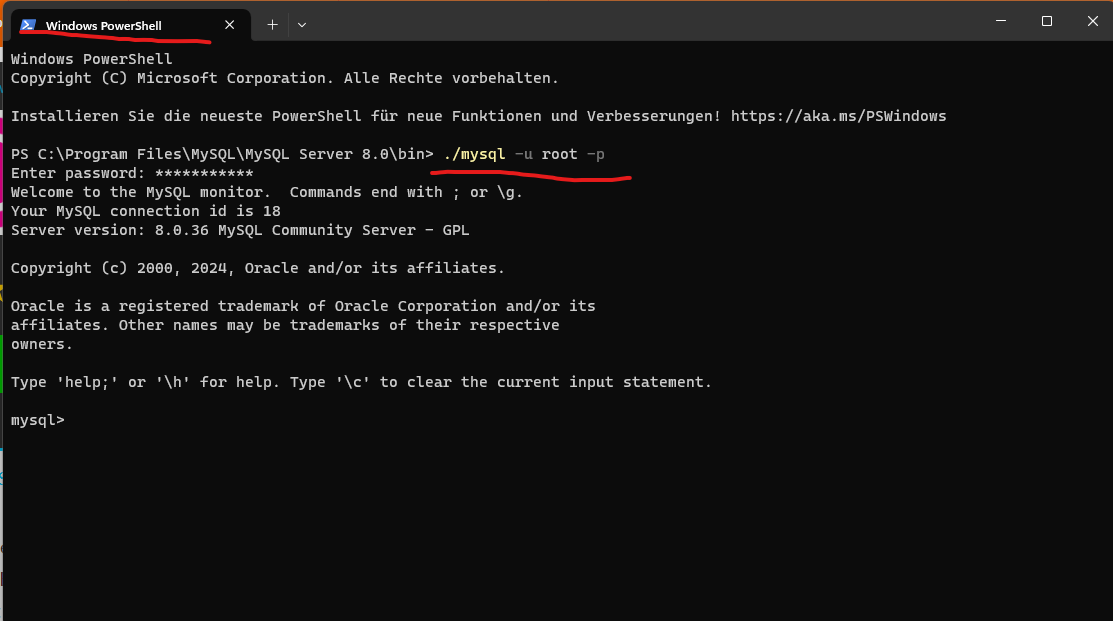 Windows PowerShell
Windows PowerShell
Copyright (C) Microsoft Corporation. Alle Rechte vorbehalten.
Installieren Sie die neueste PowerShell für neue Funktionen und Verbesserungen! https://aka.ms/PSWindows
PS C:\Program Files\MySQL\MySQL Server 8.0\bin> ./mysql -u root -p
Enter password: ***********
Welcome to the MySQL monitor.  Commands end with ; or \g.
Your MySQL connection id is 18
Server version: 8.0.36 MySQL Community Server - GPL
Copyright (c) 2000, 2024, Oracle and/or its affiliates.
Oracle is a registered trademark of Oracle Corporation and/or its
affiliates. Other names may be trademarks of their respective
owners.
Type 'help;' or '\h' for help. Type '\c' to clear the current input statement.
mysql>